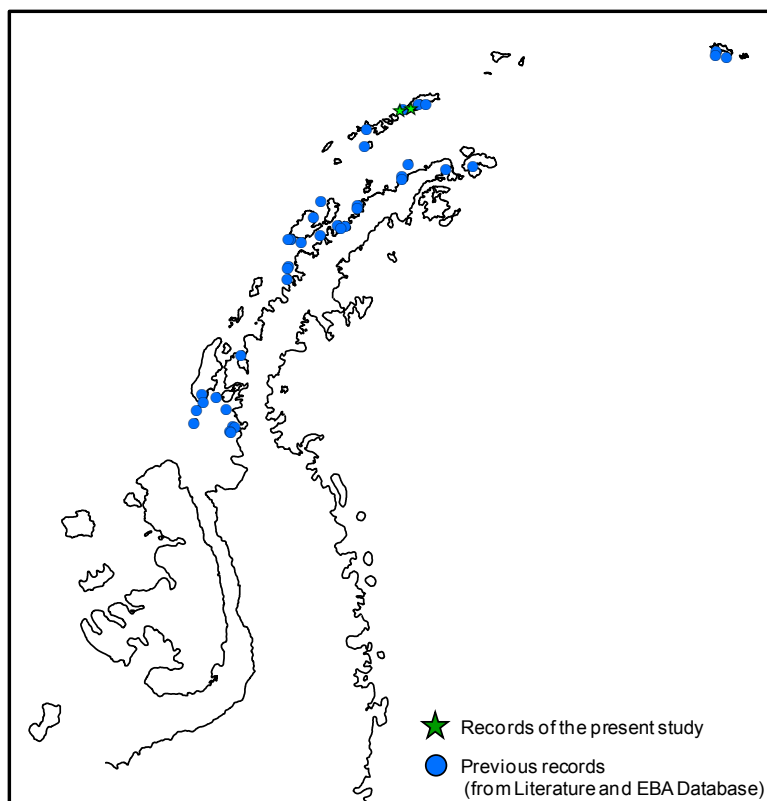 Records of the present study
Previous records
(from Literature and EBA Database)